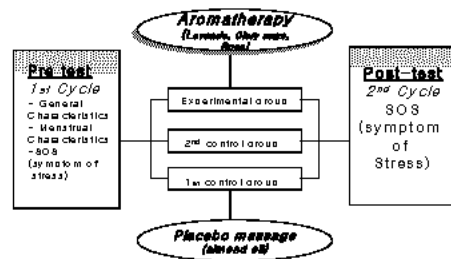 Aromatherapy
(Lavender, Clary sage,
Rose)
Pre test
1st Cycle
- General
Characteristics
- Menstrual
Characteristics
-SOS
(symptom of
stress)
Experimental group
2nd control group
1st control group
Post-test
2nd Cycle
SOS
(symptom
of
Stress)
Placebo massage
(almond oil)